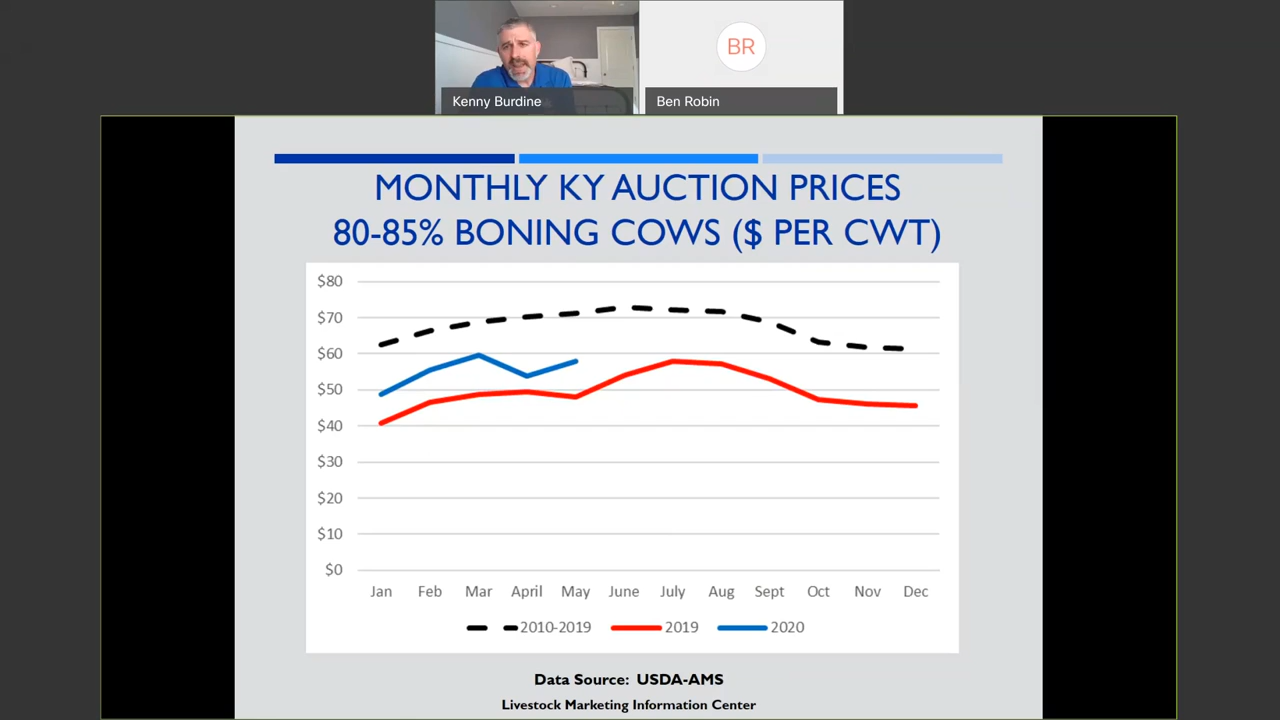 BR
Kenny Burdine
Ben Robin
MONTHLY KY AUCTION PRICES
80-85% BONING COWS ($ PER CWT)
$80
$70
$60
$50
$40
$30
$20
$10
$0
Jan Feb Mar April May June July Aug Sept Oct Nov Dec
2010-2019 2019 2020
Data Source: USDA-AMS
Livestock Marketing Information Center